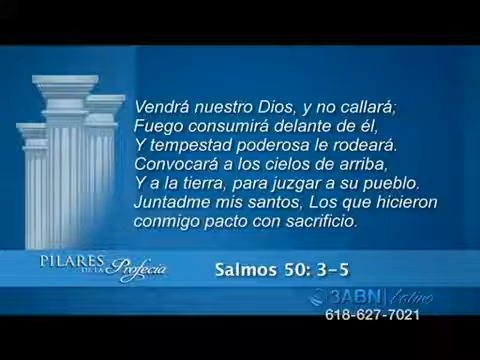 Vendrá nuestro Dios, y no callará;
Fuego consumirá delante de él,
Y tempestad poderosa le rodeará.
Convocará a los cielos de arriba,
Y a la tierra, para juzgar a su pueblo.
Juntadme mis santos, Los que hicieron
conmigo pacto con sacrificio.
PILARES
DE LA Profecía
Salmos 50: 3-5
3ABN Latino
618-627-7021